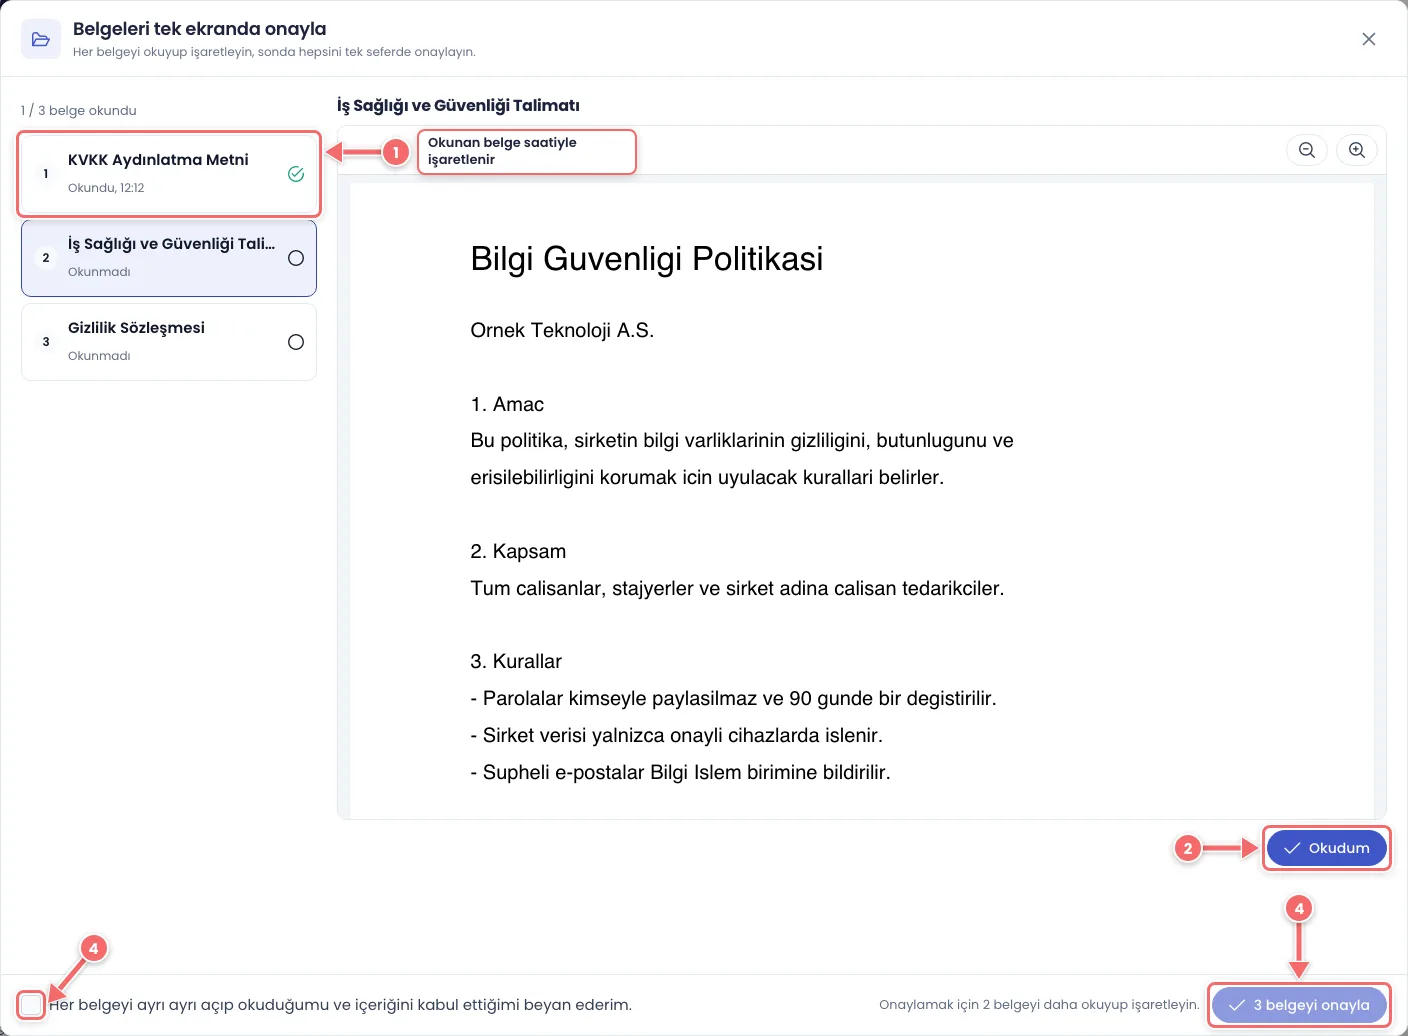 Belgeleri tek ekranda onayla
Her belgeyi okuyup işaretleyin, sonda hepsini tek seferde onaylayın.
1 / 3 belge okundu
1
KVKK Aydınlatma Metni
Okundu, 12:12
2
İş Sağlığı ve Güvenliği Tali...
Okunmadı
3
Gizlilik Sözleşmesi
Okunmadı
İş Sağlığı ve Güvenliği Talimatı
1
Okunan belge saatiyle
işaretlenir
Bilgi Guvenligi Politikasi
Ornek Teknoloji A.S.
1. Amac
Bu politika, sirketin bilgi varliklarinin gizliligini, butunlugunu ve
erisilebilirligini korumak icin uyulacak kurallari belirler.
2. Kapsam
Tum calisanlar, stajyerler ve sirket adina calisan tedarikciler.
3. Kurallar
- Parolalar kimseyle paylasilmaz ve 90 gunde bir degistirilir.
- Sirket verisi yalnizca onayli cihazlarda islenir.
- Supheli e-postalar Bilgi Islem birimine bildirilir.
2
Okudum
4
4
Her belgeyi ayrı ayrı açıp okuduğumu ve içeriğini kabul ettiğimi beyan ederim.
Onaylamak için 2 belgeyi daha okuyup işaretleyin.
3 belgeyi onayla